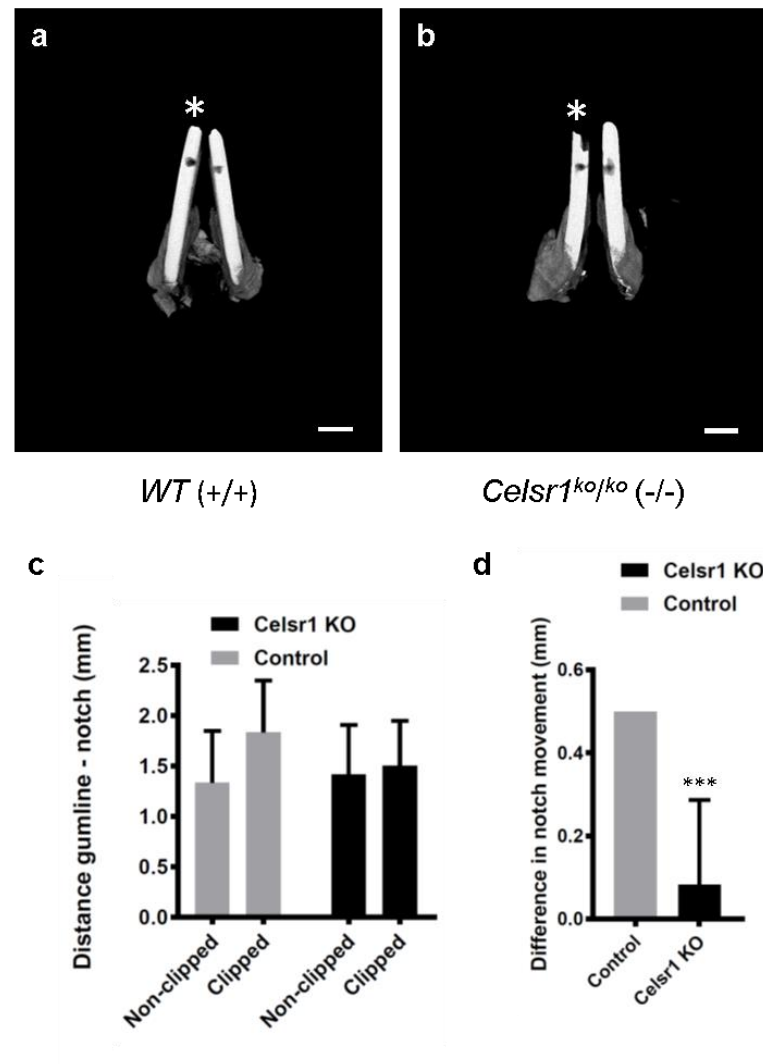 a
*
b
*
WT (+/+)
Celsr1ko/ko (-/-)
c
Celsr1 KO
Control
Distance gumline - notch (mm)
2.5
2.0
1.5
1.0
0.5
0.0
Non-clipped
Clipped
Non-clipped
Clipped
d
Celsr1 KO
Control
Difference in notch movement (mm)
0.6
0.4
0.2
0.0
***
Control
Celsr1 KO